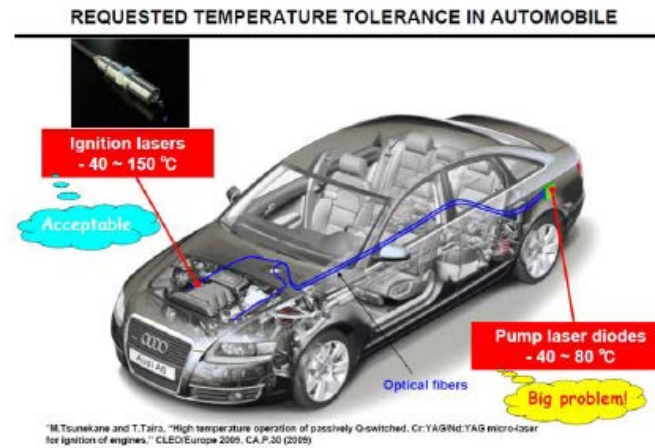 REQUESTED TEMPERATURE TOLERANCE IN AUTOMOBILE
Ignition lasers
- 40 ~ 150 ℃
Acceptable
Audi A6
Pump laser diodes
- 40 ~ 80 ℃
Optical fibers
Big problem!
*M.Tsunekane and T.Taira, "High temperature operation of passively Q-switched, Cr:YAG/Nd:YAG micro-laser
for ignition of engines," CLEO/Europe 2009, CA.P.30 (2009)